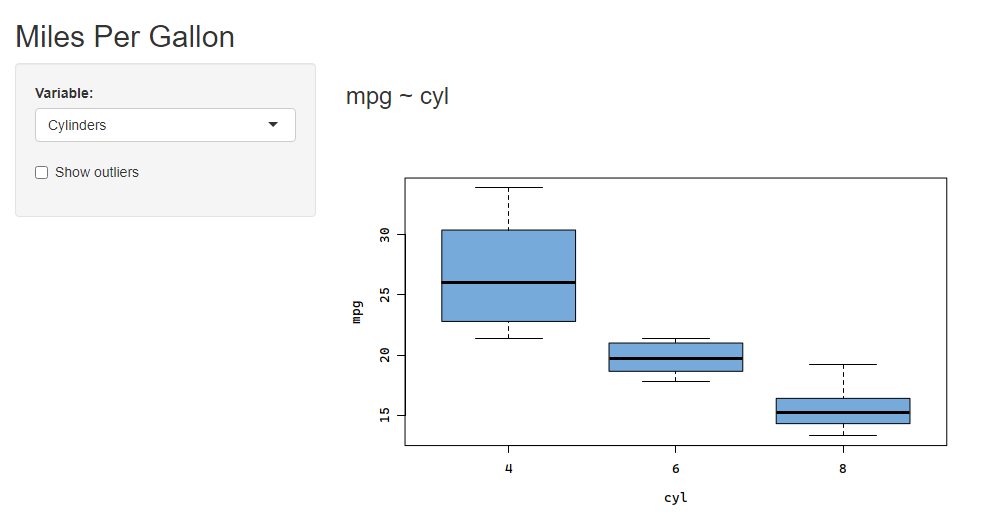 Miles Per Gallon
Variable:
Cylinders
Show outliers
mpg ~ cyl
30
25
20
15
mpg
4 6 8
cyl